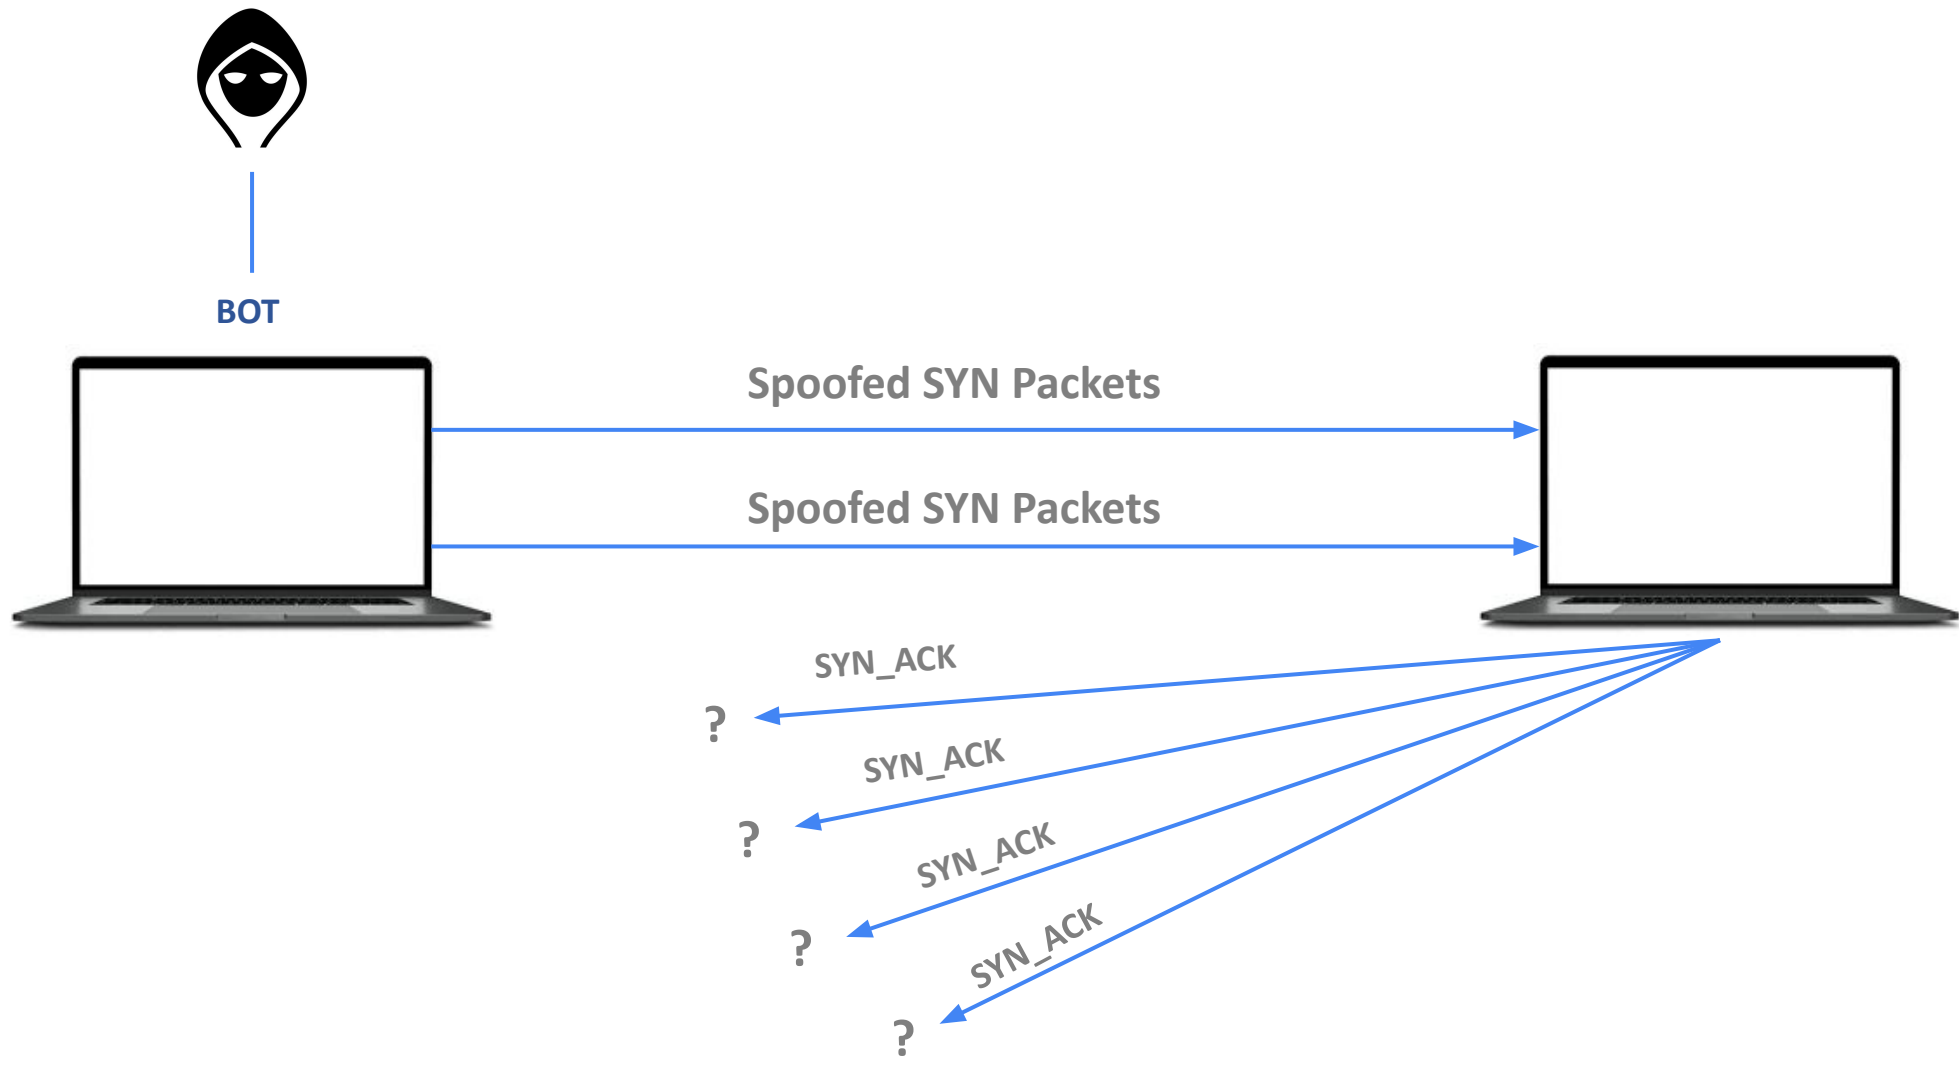 BOT
Spoofed SYN Packets
Spoofed SYN Packets
SYN_ACK
?
SYN_ACK
?
SYN_ACK
?
SYN_ACK
?